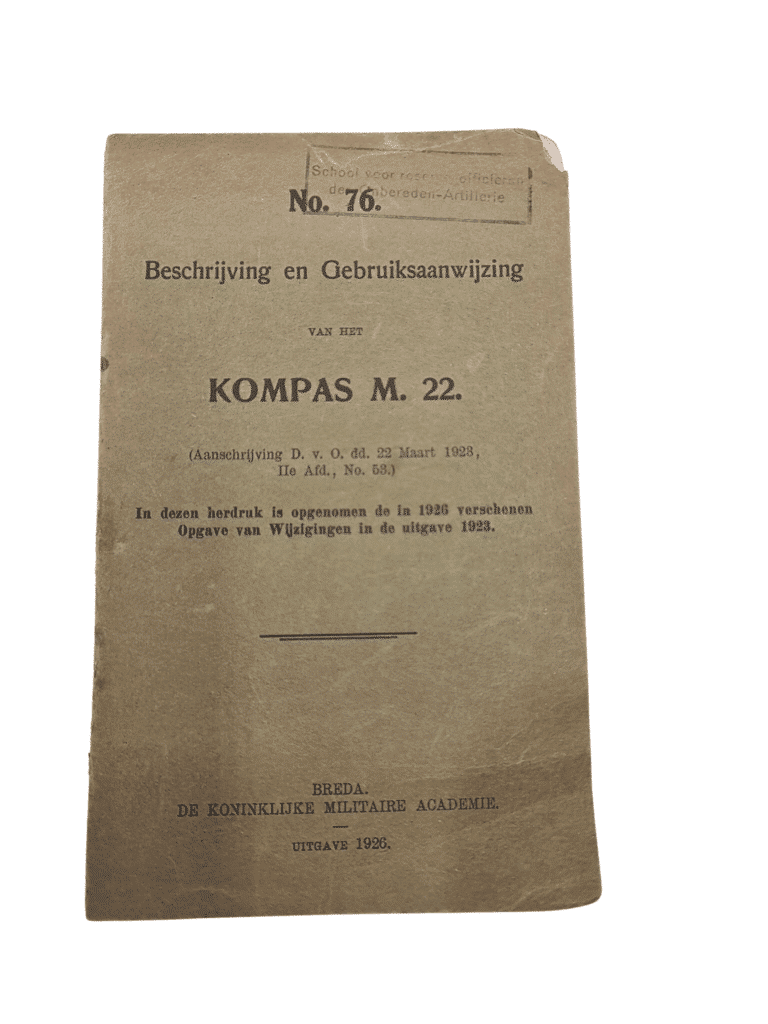 School voor reserve officieren
der Onbereden-Artillerie
No. 76.
Beschrijving en Gebruiksaanwijzing
VAN HET
KOMPAS M. 22.
(Aanschrijving D. v. O. dd. 22 Maart 1923,
IIe Afd., No. 53.)
In dezen herdruk is opgenomen de in 1926 verschenen
Opgave van Wijzigingen in de uitgave 1923.
BREDA.
DE KONINKLIJKE MILITAIRE ACADEMIE.
UITGAVE 1926.